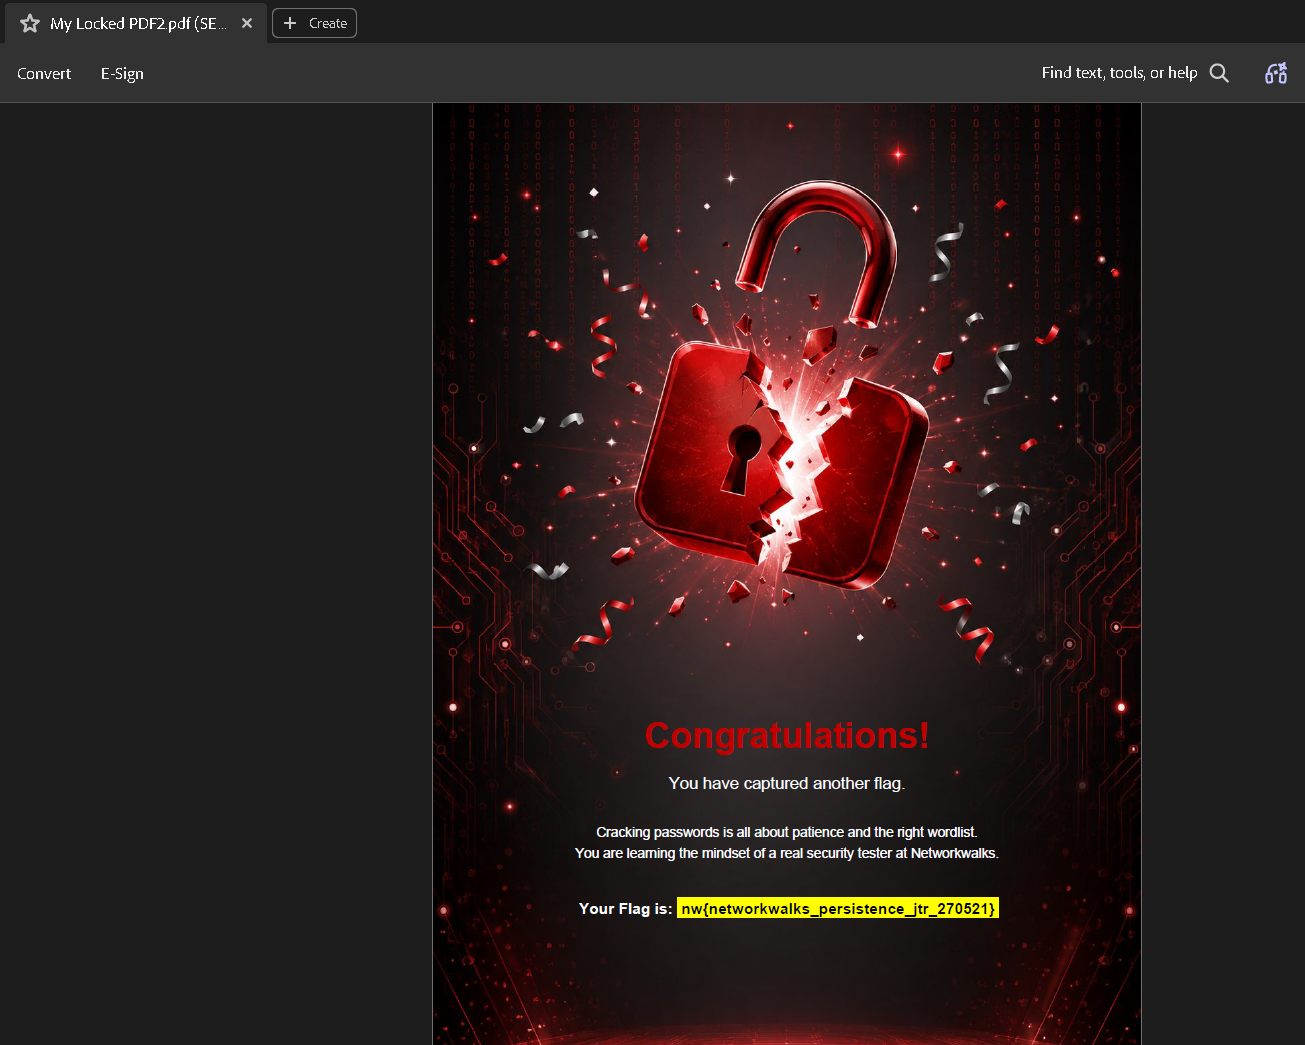 My Locked PDF2.pdf (SE...
Create
Convert
E-Sign
Find text, tools, or help
Congratulations!
You have captured another flag.
Cracking passwords is all about patience and the right wordlist.
You are learning the mindset of a real security tester at Networkwalks.
Your Flag is: nw{networkwalks_persistence_jtr_270521}